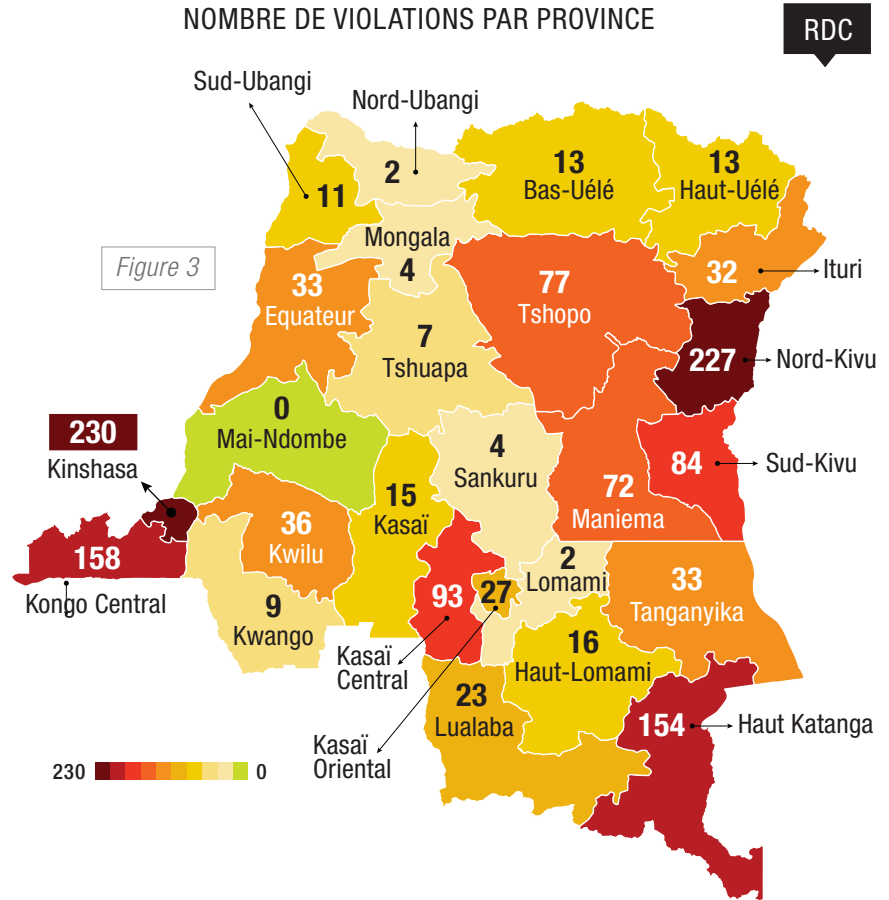 NOMBRE DE VIOLATIONS PAR PROVINCE
RDC
Sud-Ubangi
Nord-Ubangi
2
11
13
Bas-Uélé
13
Haut-Uélé
Figure 3
Mongala
4
33
Equateur
77
Tshopo
32
Ituri
7
Tshuapa
227
Nord-Kivu
0
Mai-Ndombe
230
Kinshasa
4
Sankuru
84
Sud-Kivu
15
Kasaï
72
Maniema
36
Kwilu
158
Kongo Central
9
Kwango
93
Kasaï
Central
27
Kasaï
Oriental
2
Lomami
33
Tanganyika
16
Haut-Lomami
23
Lualaba
154
Haut Katanga
230
0